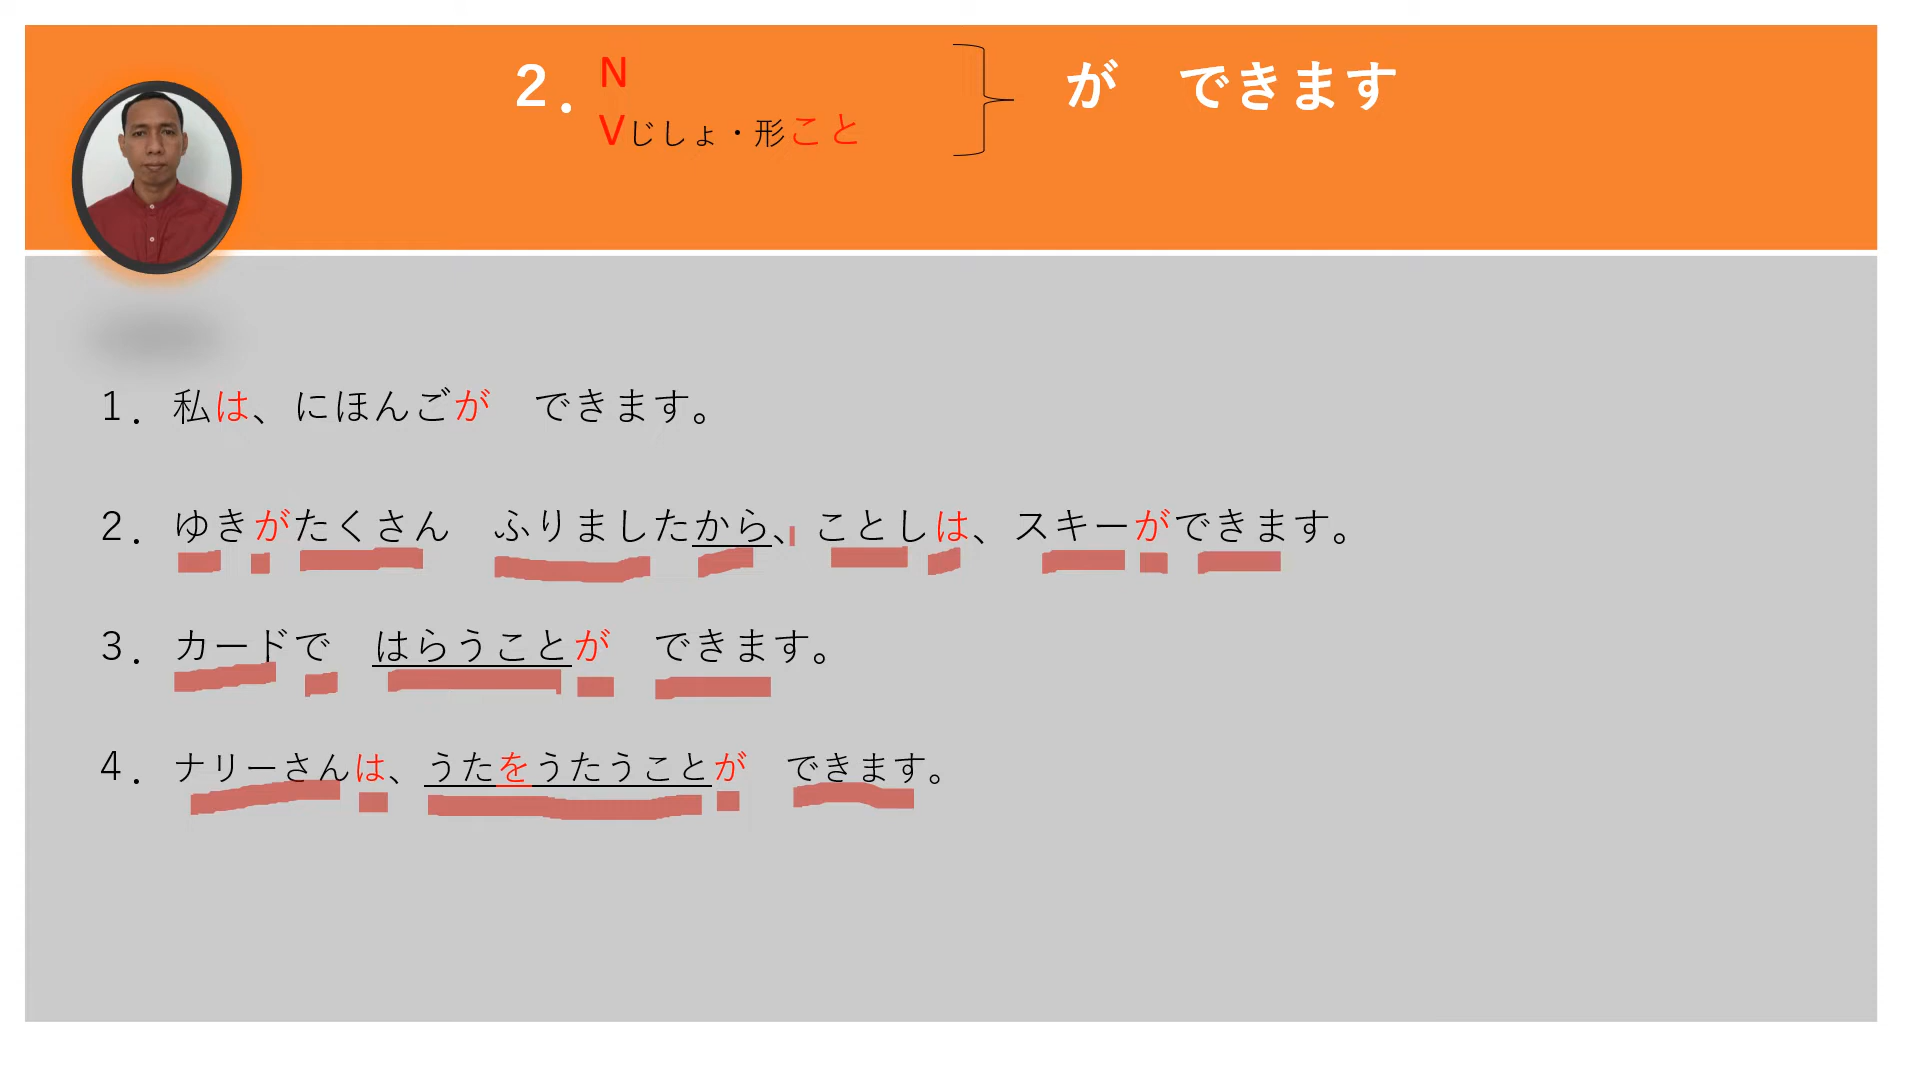 2． N
Vじしょ・形こと
が　できます
1．私は、にほんごが　できます。
2．ゆきがたくさん　ふりましたから、ことしは、スキーができます。
3．カードで　はらうことが　できます。
4．ナリーさんは、うたをうたうことが　できます。